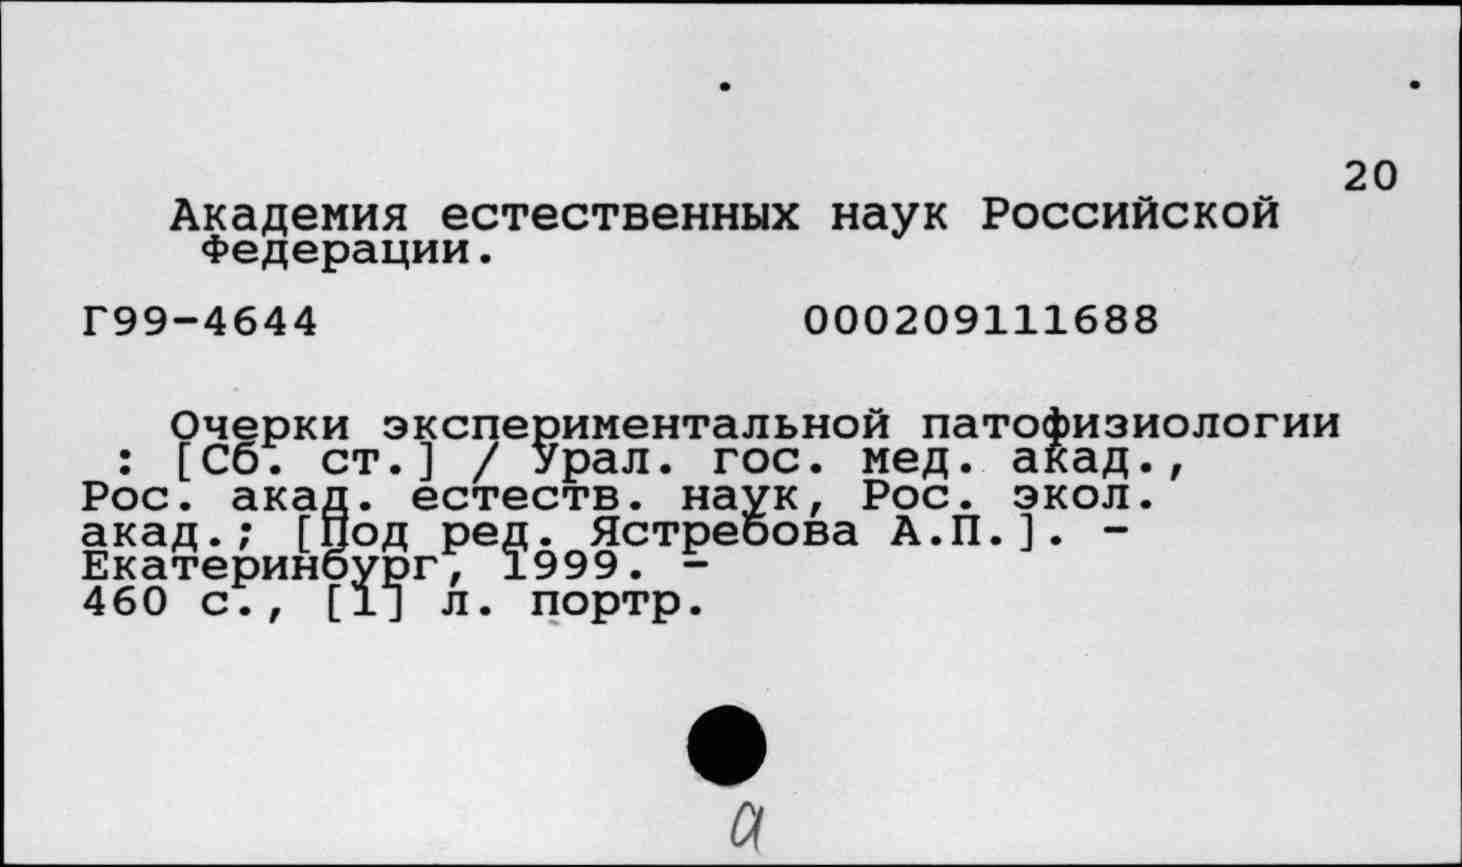 20
Академия естественных наук Российской
Федерации.
Г99-4644 000209111688
Очерки экспериментальной патофизиологии
: [Сб. ст.] / Урал. гос. мед. акад.,
Рос. акад. естеств. наук, Рос. экол.
акад.; [Под ред. Ястребова А.П.]. -
Екатеринбург, 1999. -
460 с., [1] л. портр.
а